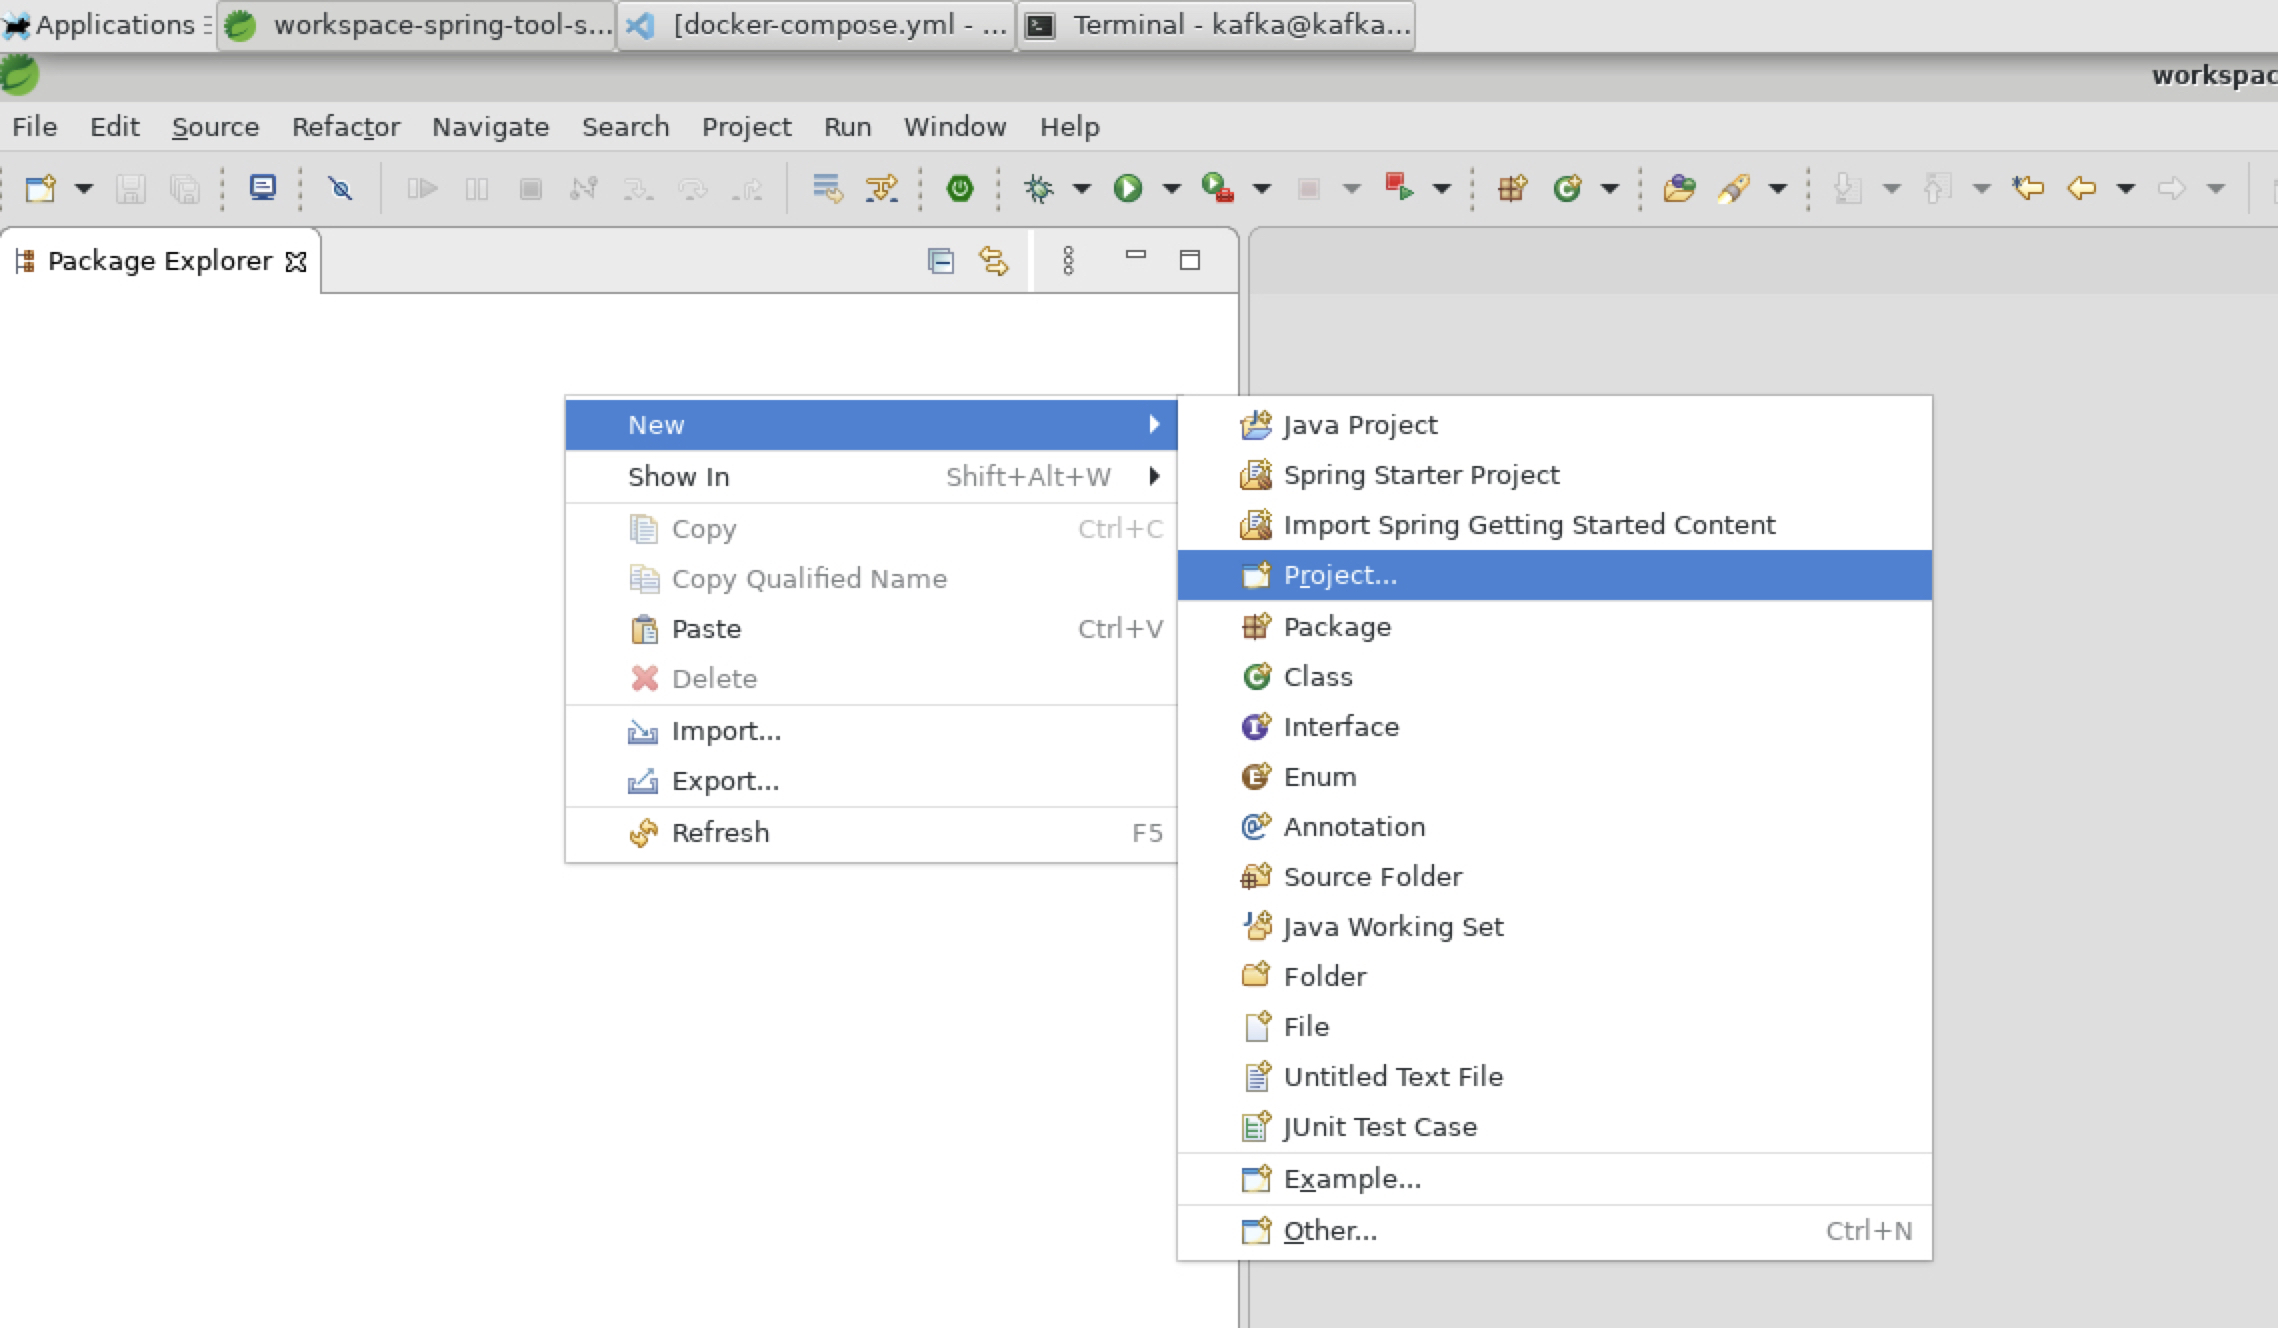 Applications
workspace-spring-tool-s...
[docker-compose.yml - ...
Terminal - kafka@kafka...
workspac
File Edit Source Refactor Navigate Search Project Run Window Help
Package Explorer
New
Show In Shift+Alt+W
Copy Ctrl+C
Copy Qualified Name
Paste Ctrl+V
Delete
Import...
Export...
Refresh F5
Java Project
Spring Starter Project
Import Spring Getting Started Content
Project...
Package
Class
Interface
Enum
Annotation
Source Folder
Java Working Set
Folder
File
Untitled Text File
JUnit Test Case
Example...
Other... Ctrl+N